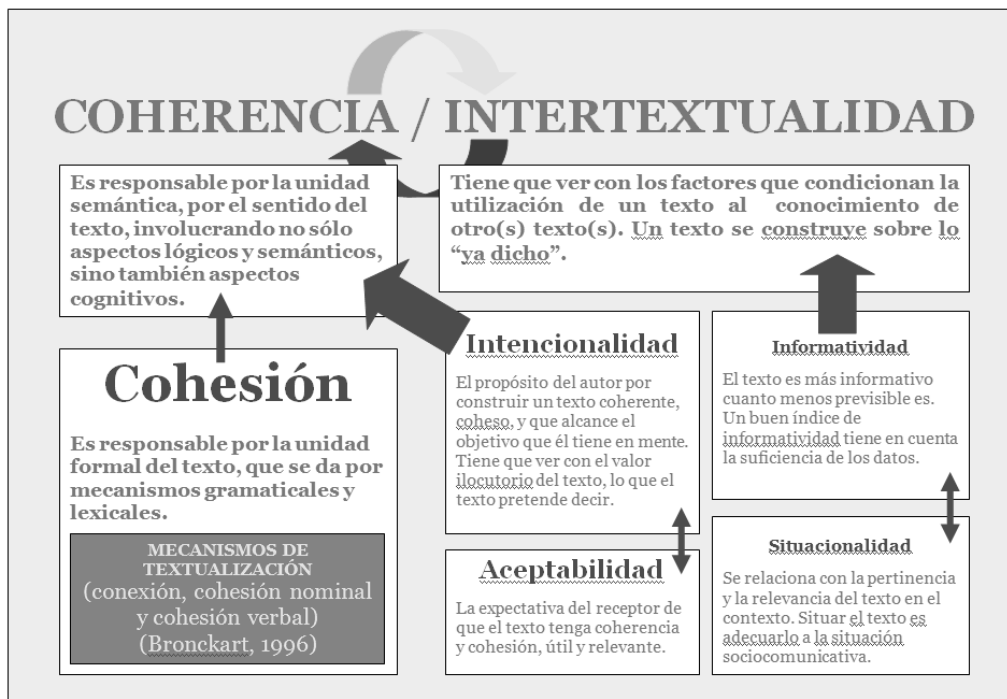 COHERENCIA / INTERTEXTUALIDAD
Es responsable por la unidad
semántica, por el sentido del
texto, involucrando no sólo
aspectos lógicos y semánticos,
sino también aspectos
cognitivos.
Tiene que ver con los factores que condicionan la
utilización de un texto al conocimiento de
otro(s) texto(s). Un texto se construye sobre lo
“ya dicho”.
Cohesión
Es responsable por la unidad
formal del texto, que se da por
mecanismos gramaticales y
lexicales.
MECANISMOS DE
TEXTUALIZACIÓN
(conexión, cohesión nominal
y cohesión verbal)
(Bronckart, 1996)
Intencionalidad
El propósito del autor por
construir un texto coherente,
coheso, y que alcance el
objetivo que él tiene en mente.
Tiene que ver con el valor
ilocutorio del texto, lo que el
texto pretende decir.
Aceptabilidad
La expectativa del receptor de
que el texto tenga coherencia
y cohesión, útil y relevante.
Informatividad
El texto es más informativo
cuanto menos previsible es.
Un buen índice de
informatividad tiene en cuenta
la suficiencia de los datos.
Situacionalidad
Se relaciona con la pertinencia
y la relevancia del texto en el
contexto. Situar el texto es
adecuarlo a la situación
sociocomunicativa.